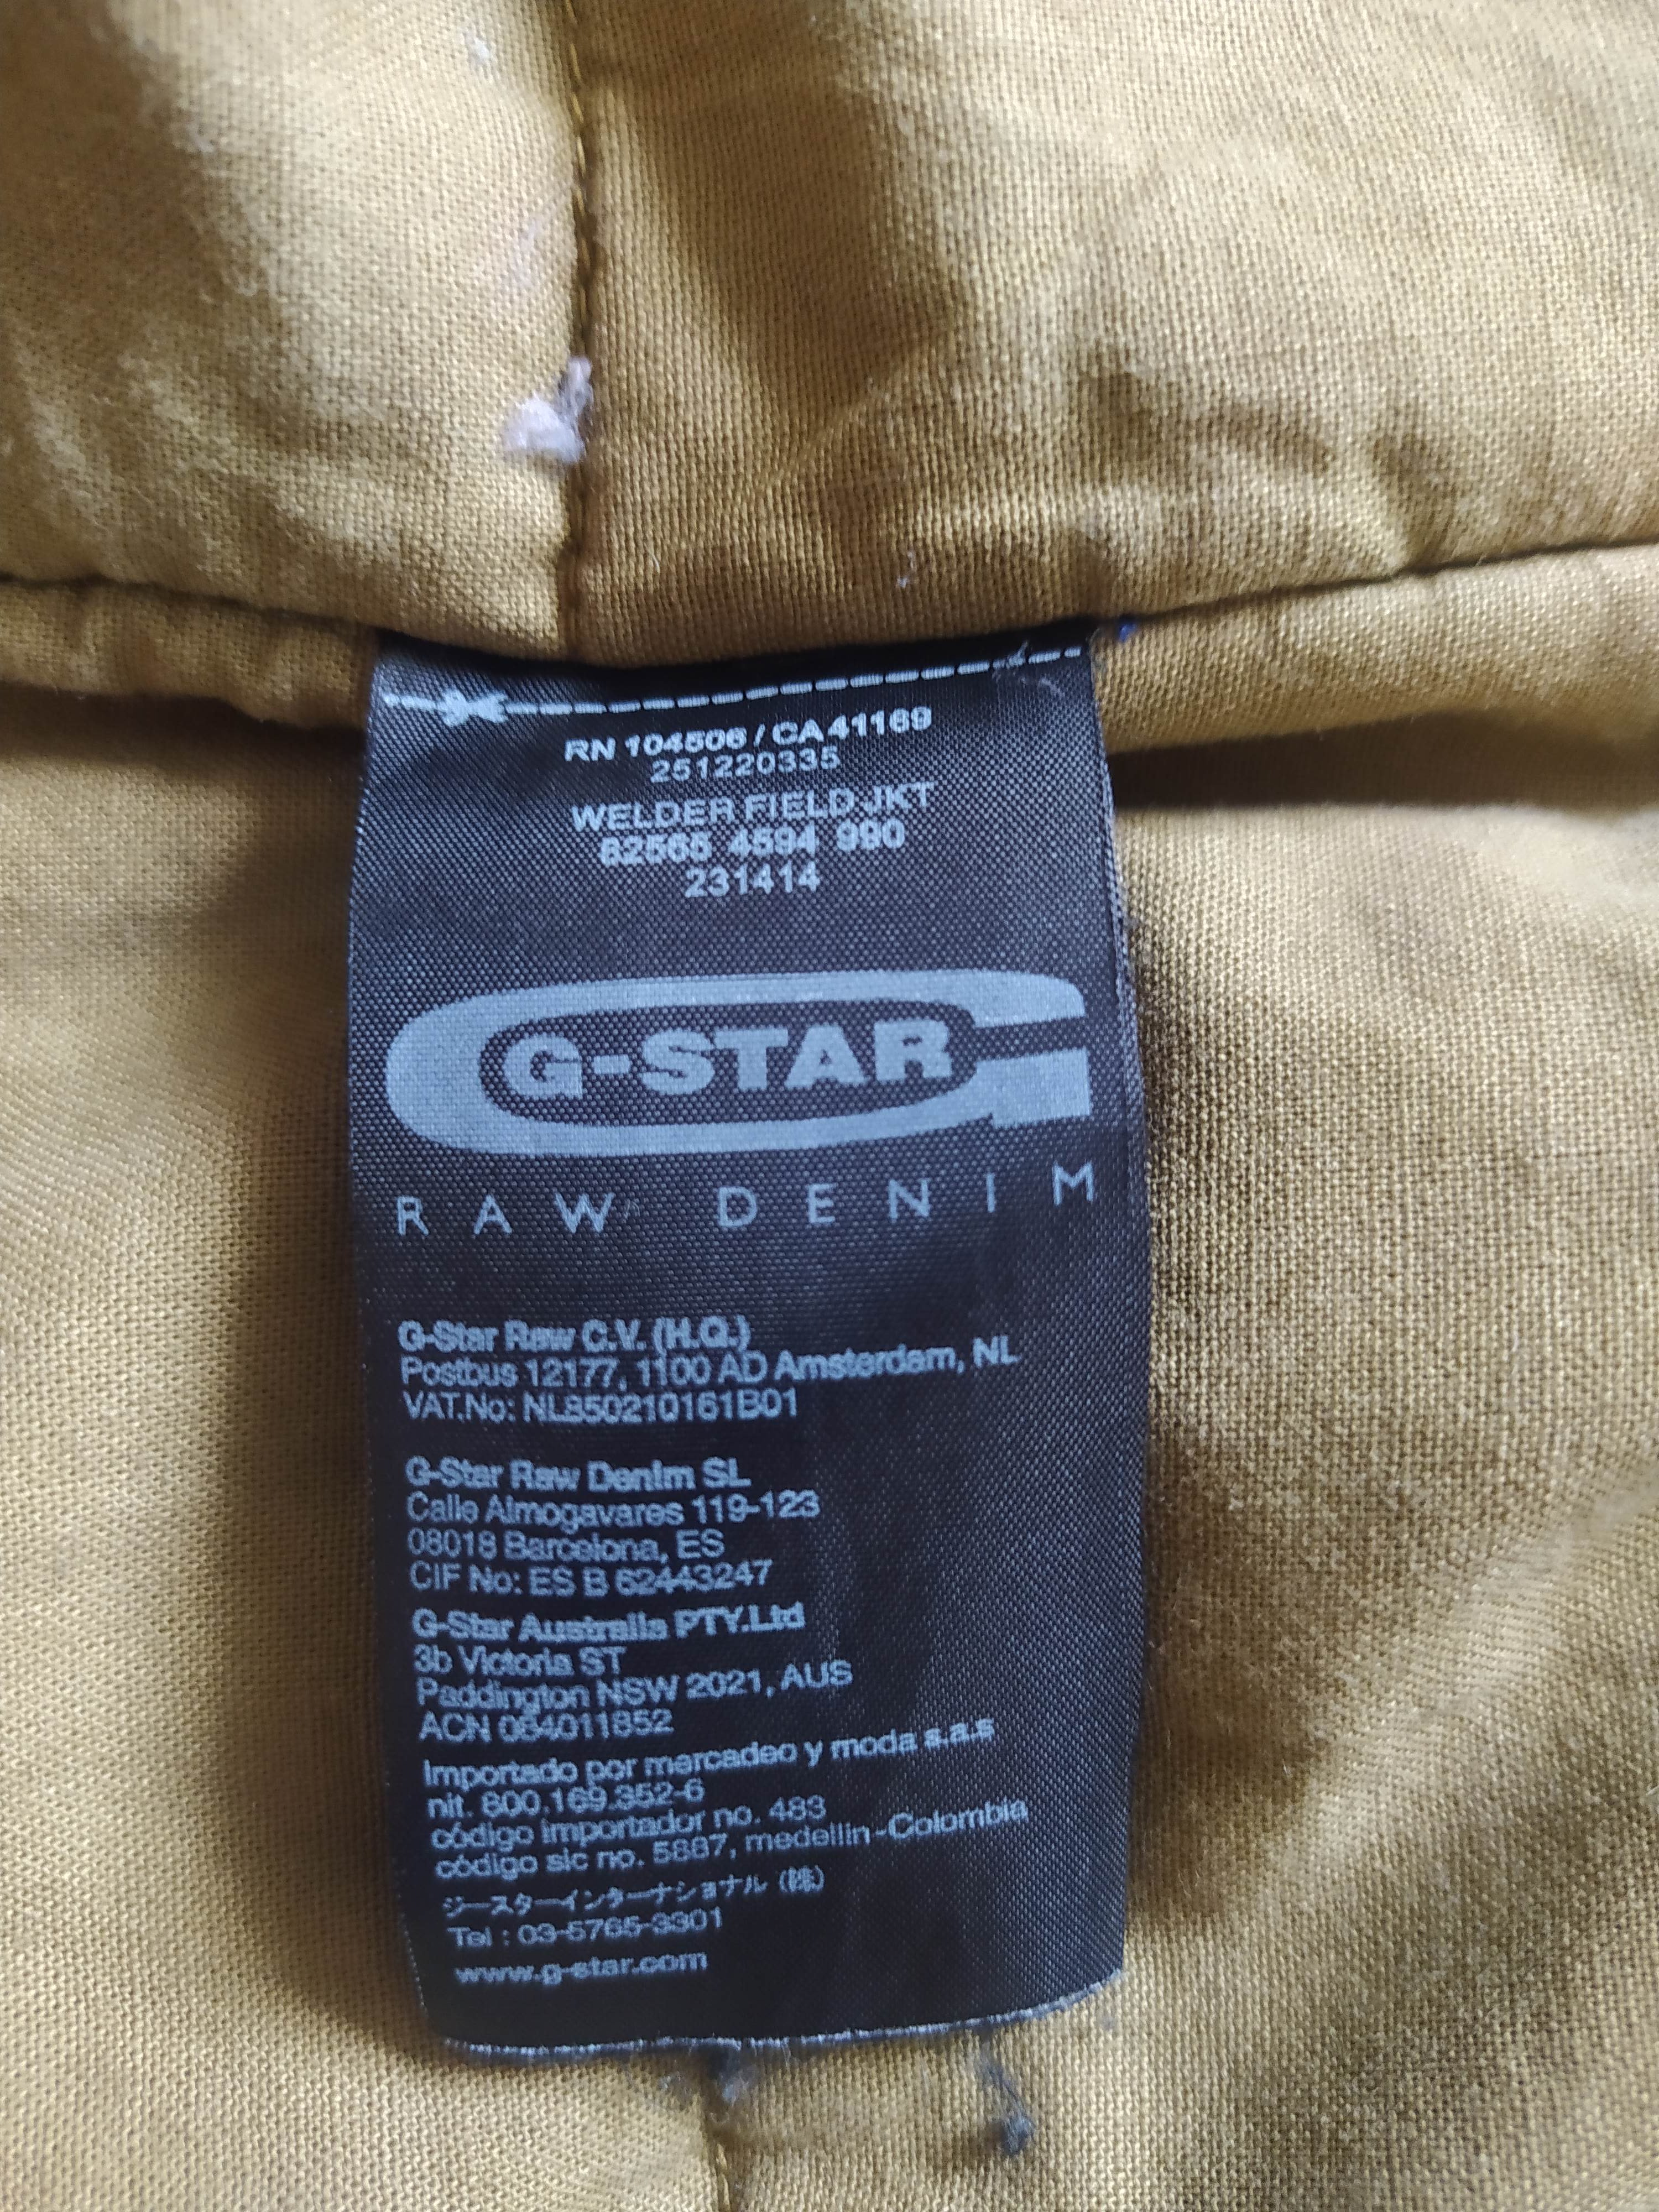 RN 104506 / CA 41169
251220335
WELDER FIELD JKT
82565 4594 990
231414
G-STAR
RAW DENIM
G-Star Raw C.V. (H.Q.)
Postbus 12177, 1100 AD Amsterdam, NL
VAT.No: NL850210161B01
G-Star Raw Denim SL
Calle Almogavares 119-123
08018 Barcelona, ES
CIF No: ES B 62443247
G-Star Australia PTY.Ltd
3b Victoria ST
Paddington NSW 2021, AUS
ACN 064011852
Importado por mercadeo y moda s.a.s
nit. 800.169.352-6
código importador no. 483
código sic no. 5887, medellin-Colombia
ジースターインターナショナル (株)
Tel : 03-5765-3301
www.g-star.com